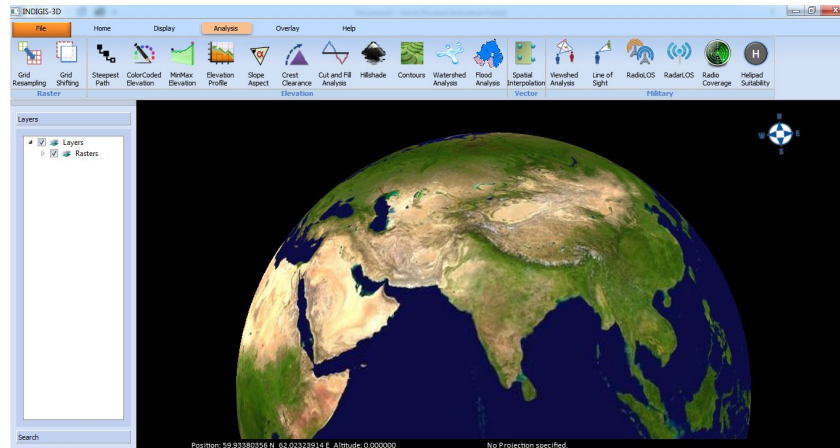 INDIGIS-3D
File Home Display Analysis Overlay Help
Grid Resampling
Grid Shifting
Steepest Path
ColorCoded Elevation
MinMax Elevation
Elevation Profile
Slope Aspect
Crest Clearance
Cut and Fill Analysis
Hillshade
Contours
Watershed Analysis
Flood Analysis
Spatial Interpolation
Viewshed Analysis
Line of Sight
RadioLOS
RadarLOS
Radio Coverage
H
Helipad Suitability
Raster Elevation Vector Military
Layers
Layers
Rasters
N
W E
S
Search
Position: 59.93380356 N 62.02323914 E Altitude: 0.000000 No Projection specified.